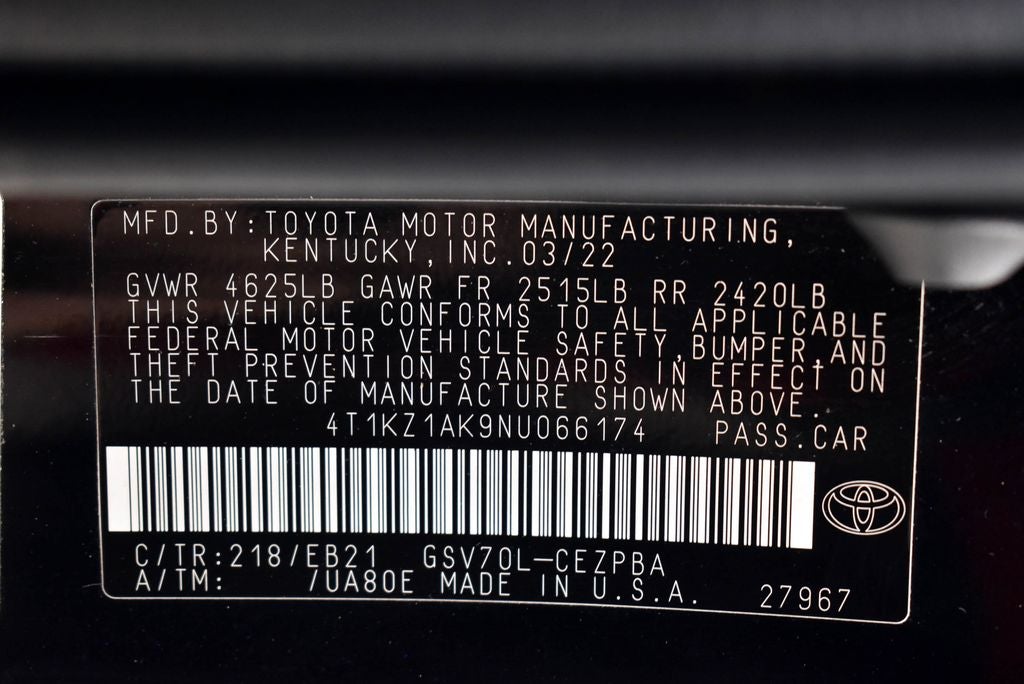 MFD.BY:TOYOTA MOTOR MANUFACTURING,
KENTUCKY,INC.03/22
GVWR 4625LB GAWR FR 2515LB RR 2420LB
THIS VEHICLE CONFORMS TO ALL APPLICABLE
FEDERAL MOTOR VEHICLE SAFETY,BUMPER,AND
THEFT PREVENTION STANDARDS IN EFFECT ON
THE DATE OF MANUFACTURE SHOWN ABOVE.
4T1KZ1AK9NU066174 PASS.CAR
C/TR:218/EB21 GSV70L-CEZPBA
A/TM: /UA80E MADE IN U.S.A. 27967